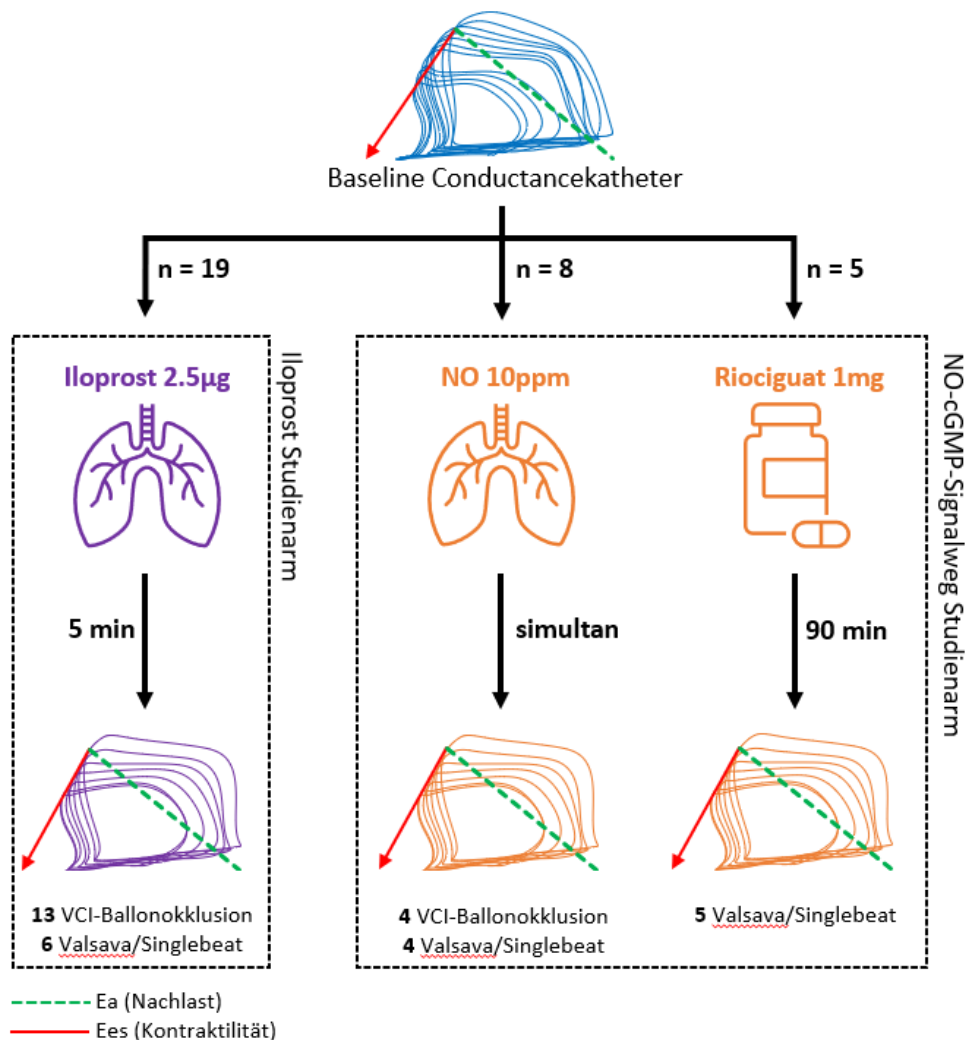 Baseline Conductancekatheter
n = 19
n = 8
n = 5
Iloprost Studienarm
Iloprost 2.5µg
5 min
13 VCI-Ballonokklusion
6 Valsava/Singlebeat
NO-cGMP-Signalweg Studienarm
NO 10ppm
Riociguat 1mg
simultan
90 min
4 VCI-Ballonokklusion
4 Valsava/Singlebeat
5 Valsava/Singlebeat
Ea (Nachlast)
Ees (Kontraktilität)